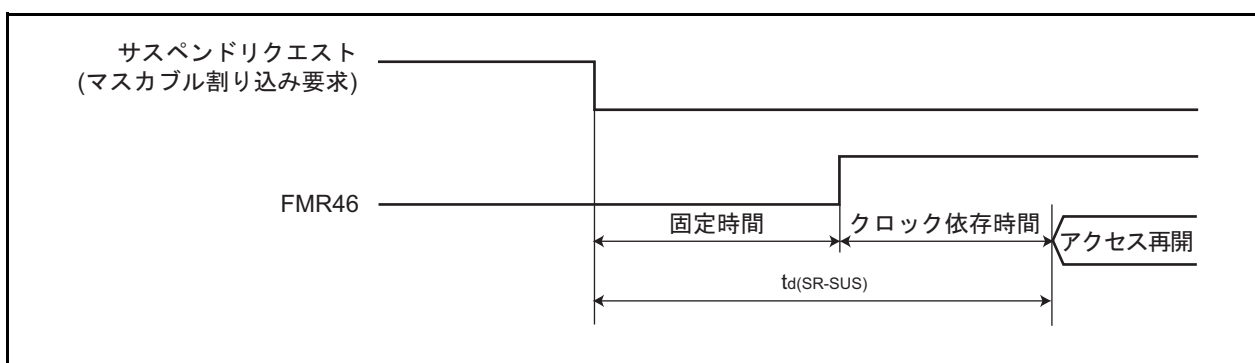 サスペンドリクエスト
(マスカブル割り込み要求)
FMR46
固定時間
クロック依存時間
アクセス再開
td(SR-SUS)